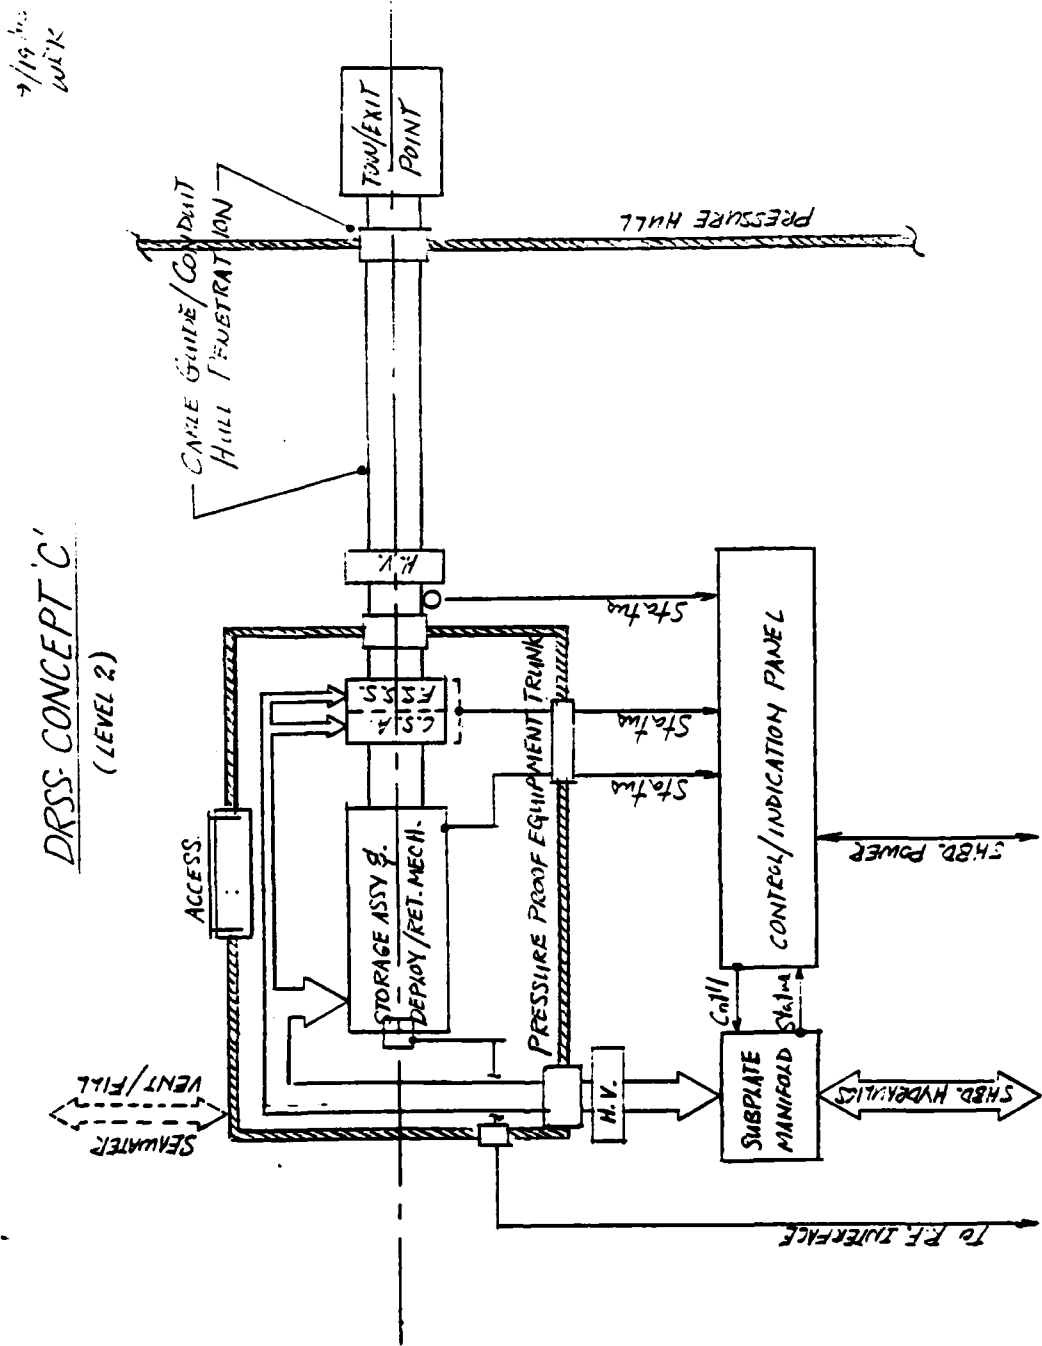 WCK
DRSS-CONCEPT 'C'
(LEVEL 2)
TOW/EXIT
POINT
CABLE GUIDE/CONDUIT
HULL PENETRATION
PRESSURE HULL
H.V.
F.S.S.
C.S.A.
Status
Status
Status
ACCESS
STORAGE ASSY &
DEPLOY/RET. MECH.
PRESSURE PROOF EQUIPMENT TRUNK
CONTROL/INDICATION PANEL
SHBD. POWER
Cnt'l
Status
SEAWATER
VENT/FILL
H.V.
SUBPLATE
MANIFOLD
SHBD. HYDRAULICS
TO R.F. INTERFACE